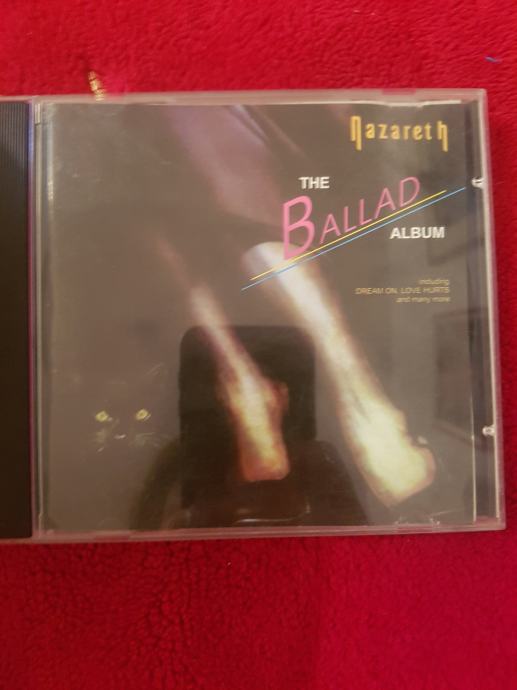 Nazareth
THE
BALLAD
ALBUM
including
DREAM ON, LOVE HURTS
and many more